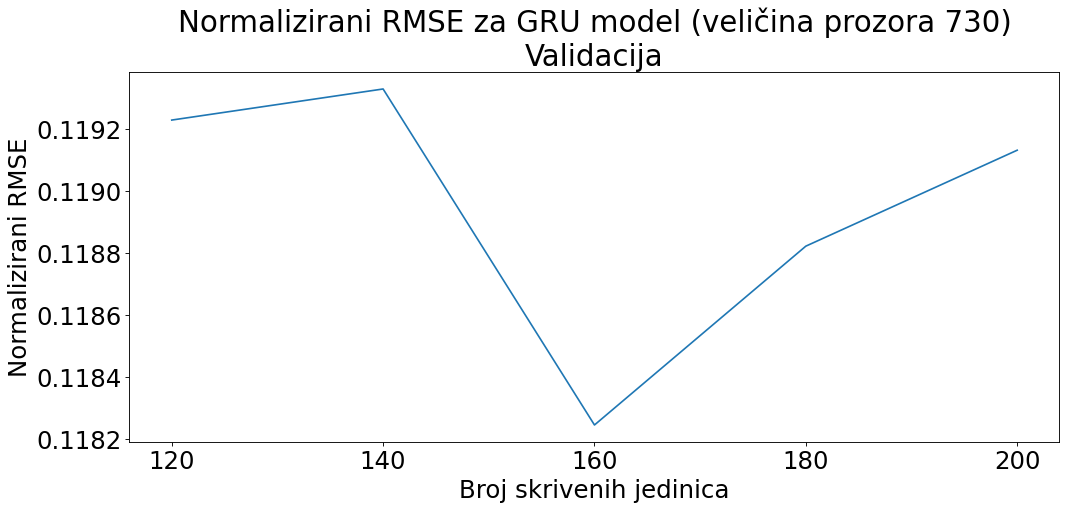 Normalizirani RMSE za GRU model (veličina prozora 730)
Validacija
Normalizirani RMSE
0.1192
0.1190
0.1188
0.1186
0.1184
0.1182
120 140 160 180 200
Broj skrivenih jedinica